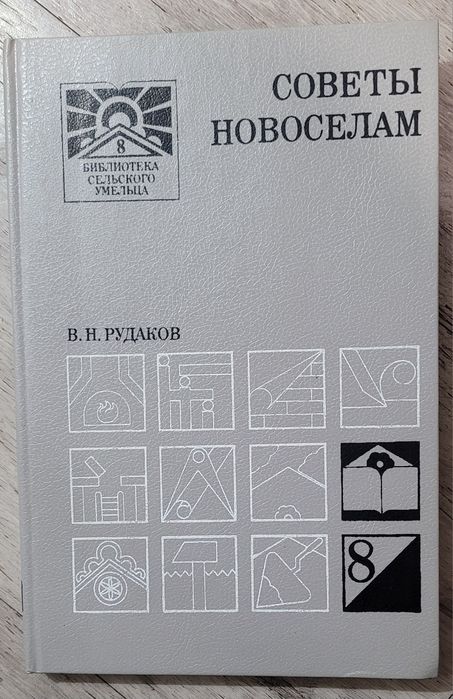 СОВЕТЫ
НОВОСЕЛАМ
8
БИБЛИОТЕКА
СЕЛЬСКОГО
УМЕЛЬЦА
В. Н. РУДАКОВ
8